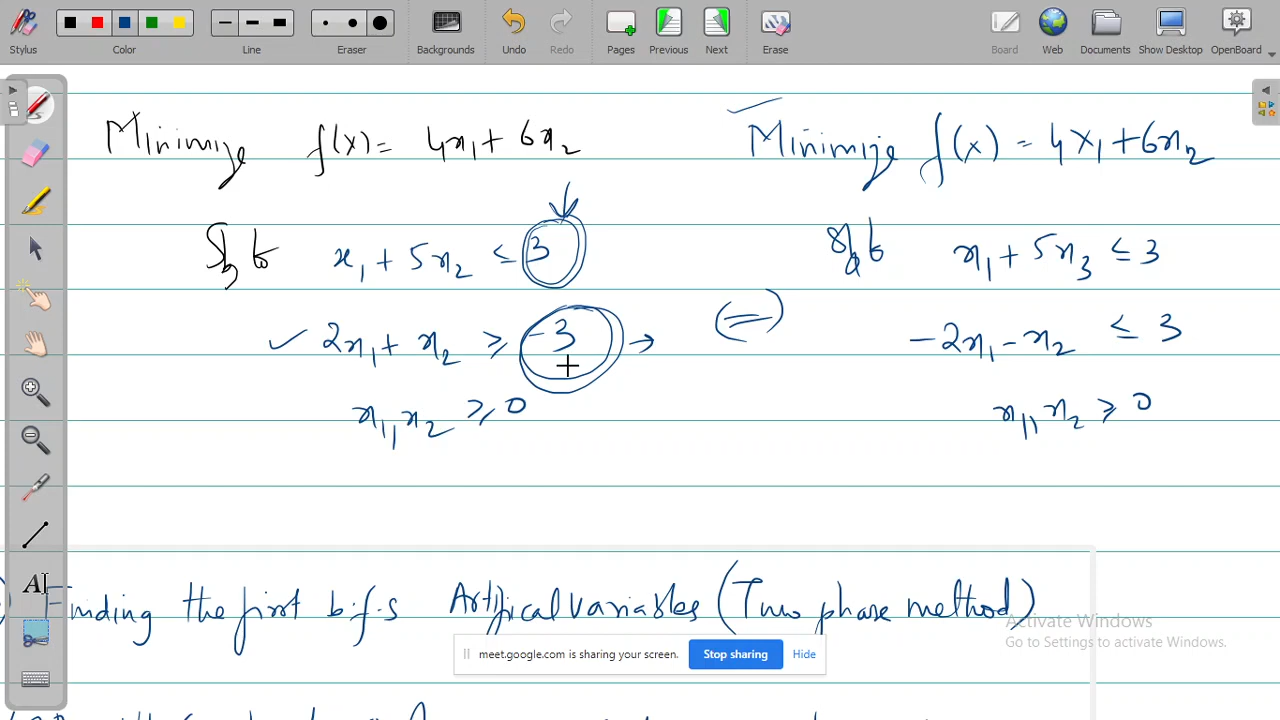 Stylus Color Line Eraser Backgrounds Undo Redo Pages Previous Next Erase Board Web Documents Show Desktop OpenBoard
Minimize f(x) = 4x1 + 6x2
S/to x1 + 5x2 ≤ 3
✓ 2x1 + x2 ≥ -3 →
x1, x2 ≥ 0
(=)
Minimize f(x) = 4x1 + 6x2
S/to x1 + 5x3 ≤ 3
-2x1 - x2 ≤ 3
x1, x2 ≥ 0
) Finding the first b.f.s Artifical variables (Two phase method)
Activate Windows
Go to Settings to activate Windows.
meet.google.com is sharing your screen. Stop sharing Hide